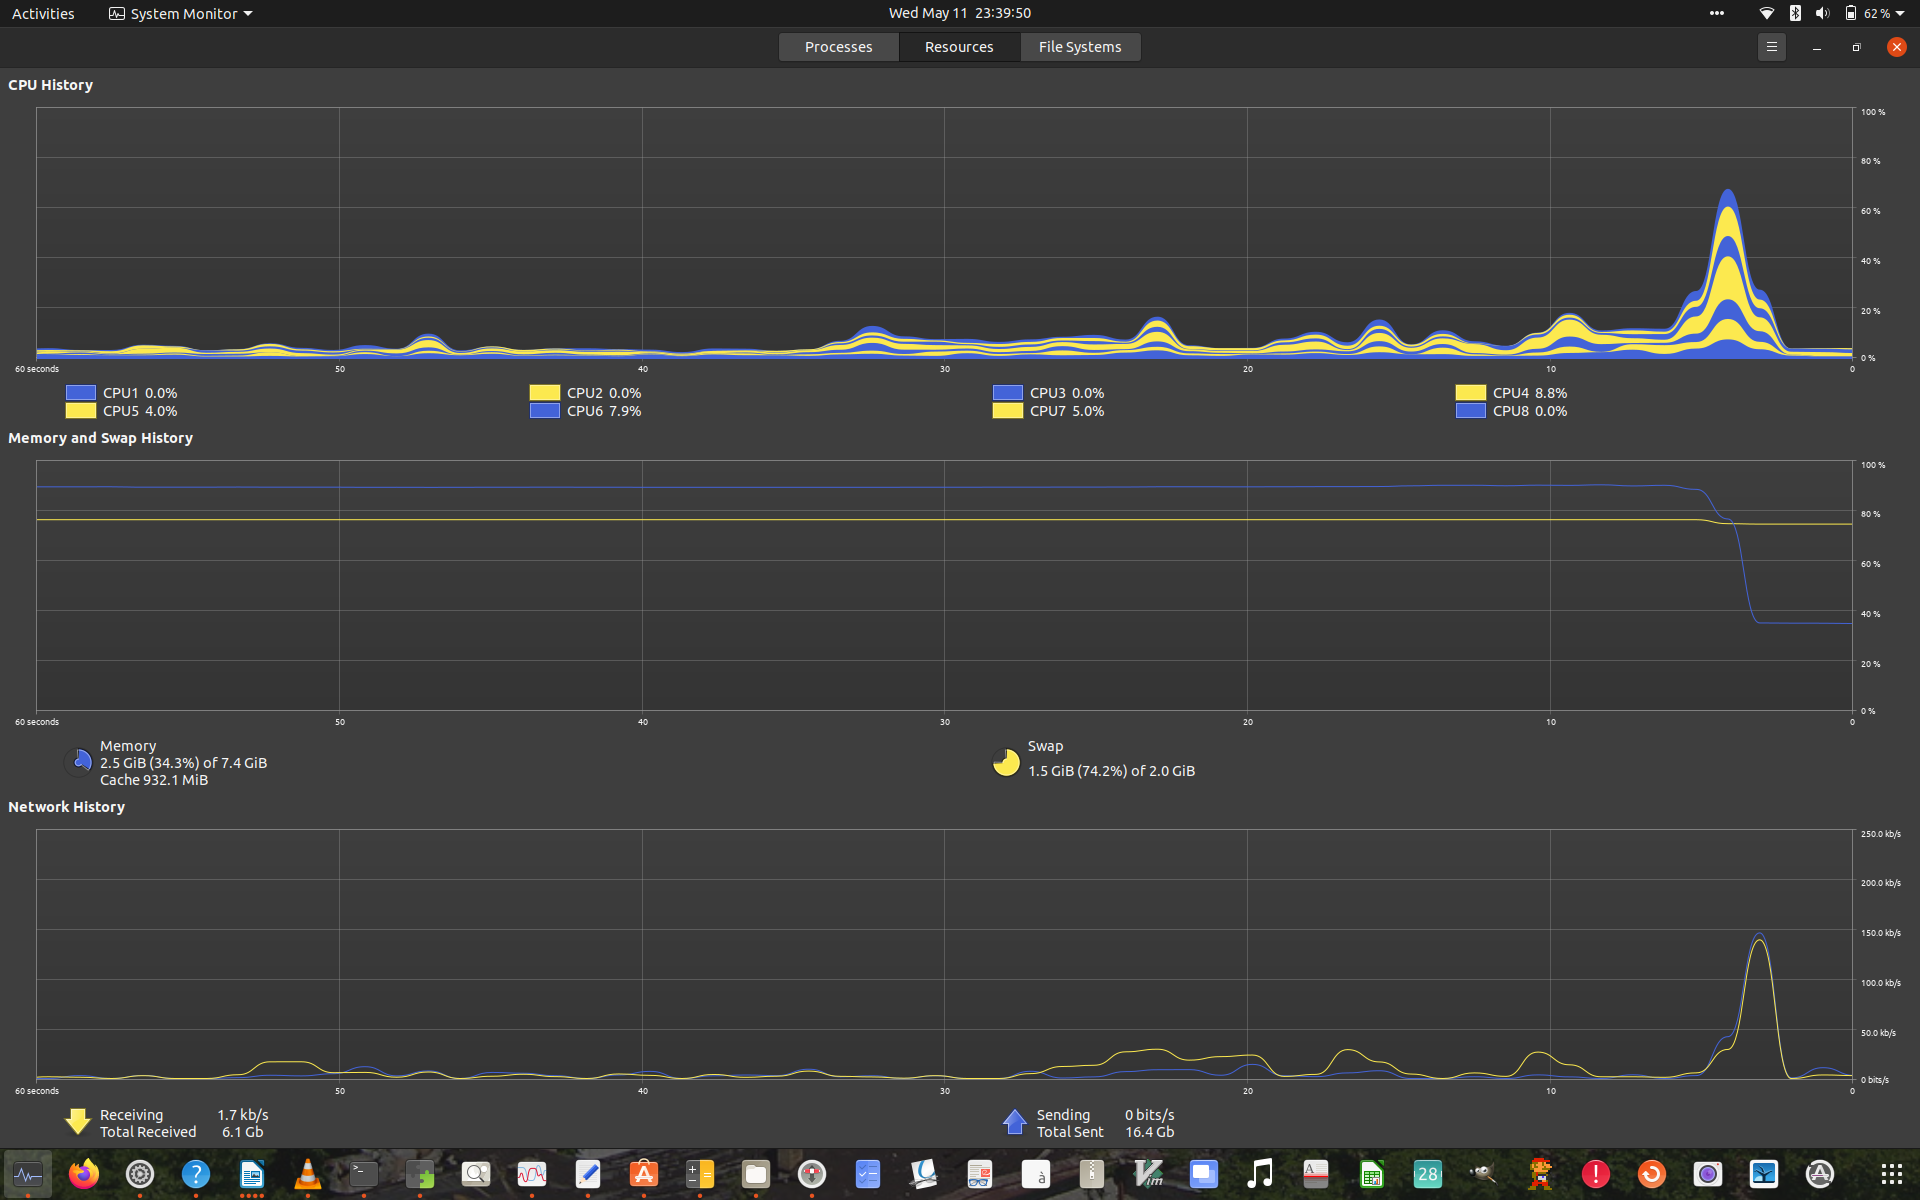 Activities System Monitor Wed May 11 23:39:50 62 %
Processes Resources File Systems
CPU History
100 %
80 %
60 %
40 %
20 %
0 %
60 seconds 50 40 30 20 10 0
CPU1 0.0% CPU2 0.0% CPU3 0.0% CPU4 8.8%
CPU5 4.0% CPU6 7.9% CPU7 5.0% CPU8 0.0%
Memory and Swap History
100 %
80 %
60 %
40 %
20 %
0 %
60 seconds 50 40 30 20 10 0
Memory
2.5 GiB (34.3%) of 7.4 GiB
Cache 932.1 MiB
Swap
1.5 GiB (74.2%) of 2.0 GiB
Network History
250.0 kb/s
200.0 kb/s
150.0 kb/s
100.0 kb/s
50.0 kb/s
0 bits/s
60 seconds 50 40 30 20 10 0
Receiving 1.7 kb/s
Total Received 6.1 Gb
Sending 0 bits/s
Total Sent 16.4 Gb
? >_ A à Vim A 28 !